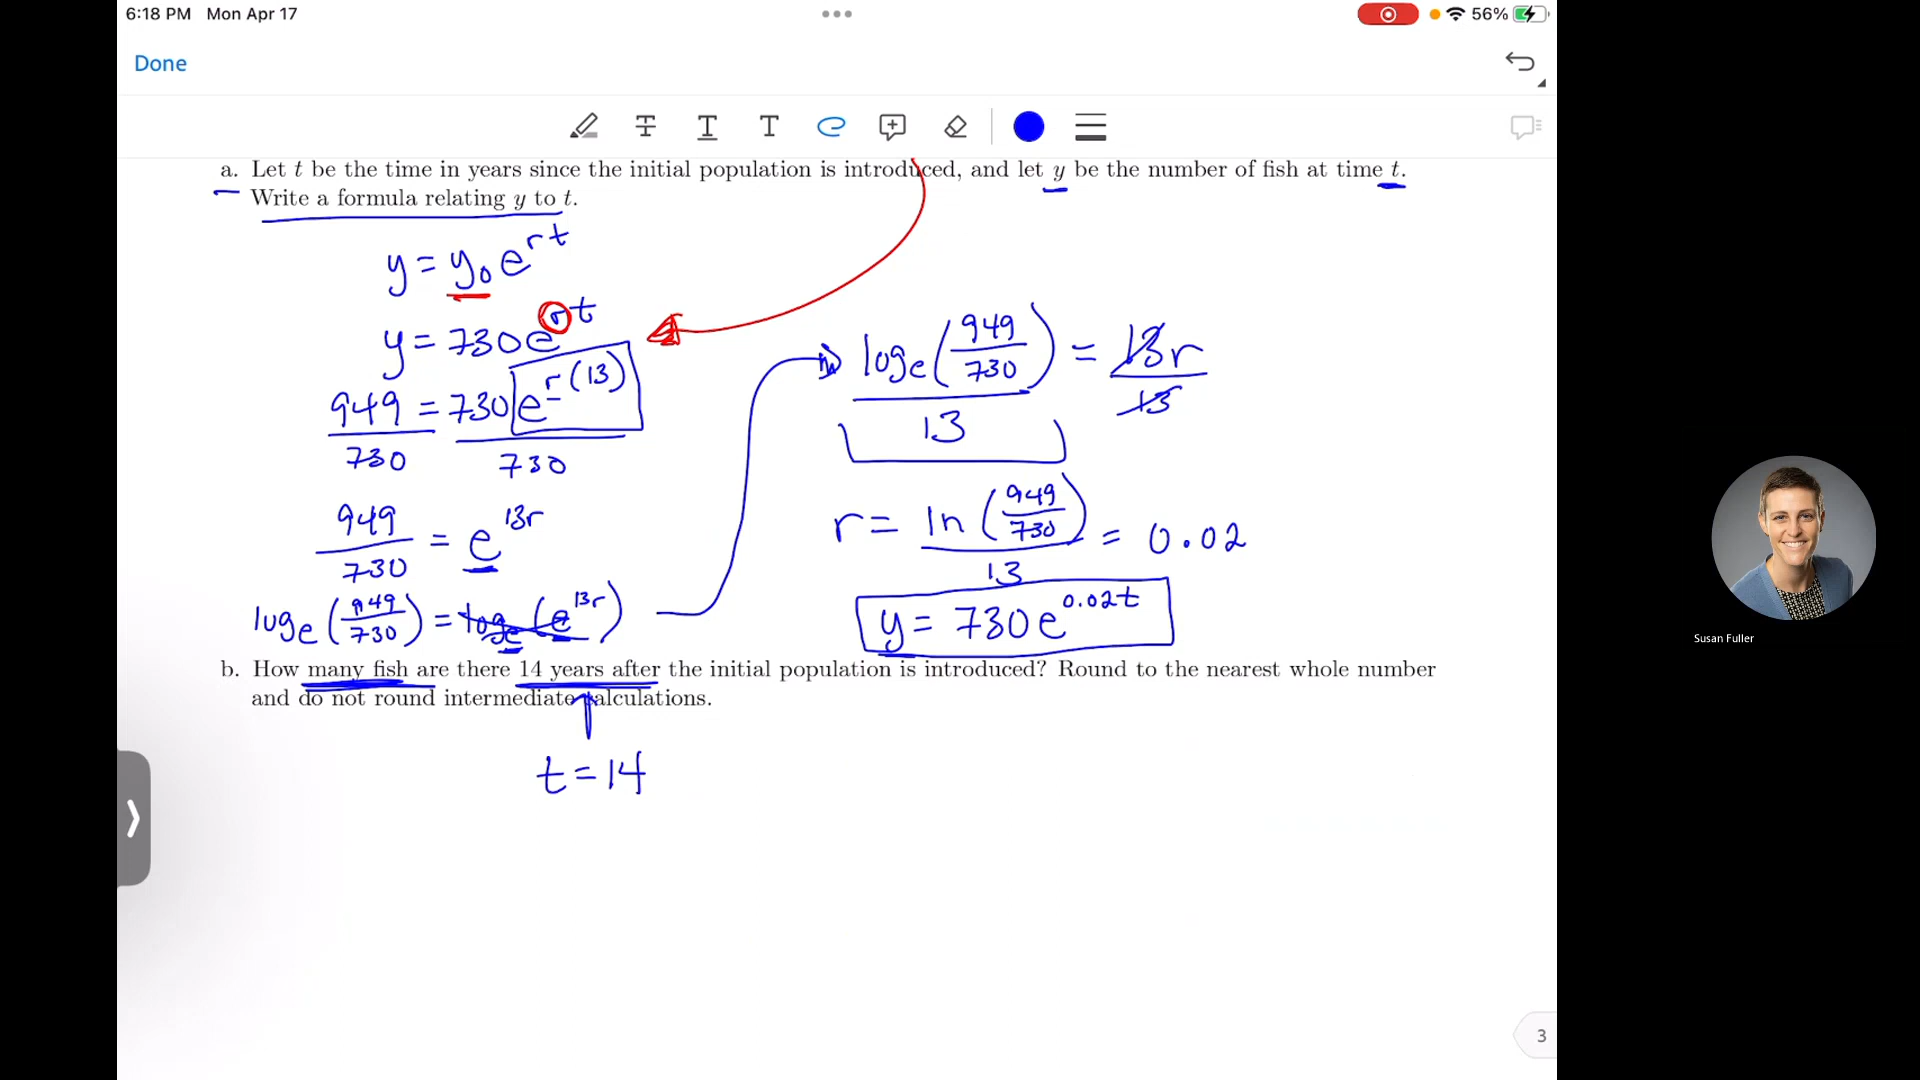 6:18 PM Mon Apr 17
56%
Done
a. Let t be the time in years since the initial population is introduced, and let y be the number of fish at time t.
Write a formula relating y to t.
y = y₀ e^{rt}
y = 730 e^{rt}
949 = 730 e^{r(13)}
730 730
949/730 = e^{13r}
log_e (949/730) = log_e (e^{13r})
log_e (949/730) = 13r
13 13
r = ln (949/730) / 13 = 0.02
y = 730 e^{0.02t}
b. How many fish are there 14 years after the initial population is introduced? Round to the nearest whole number
and do not round intermediate calculations.
t = 14
3
Susan Fuller